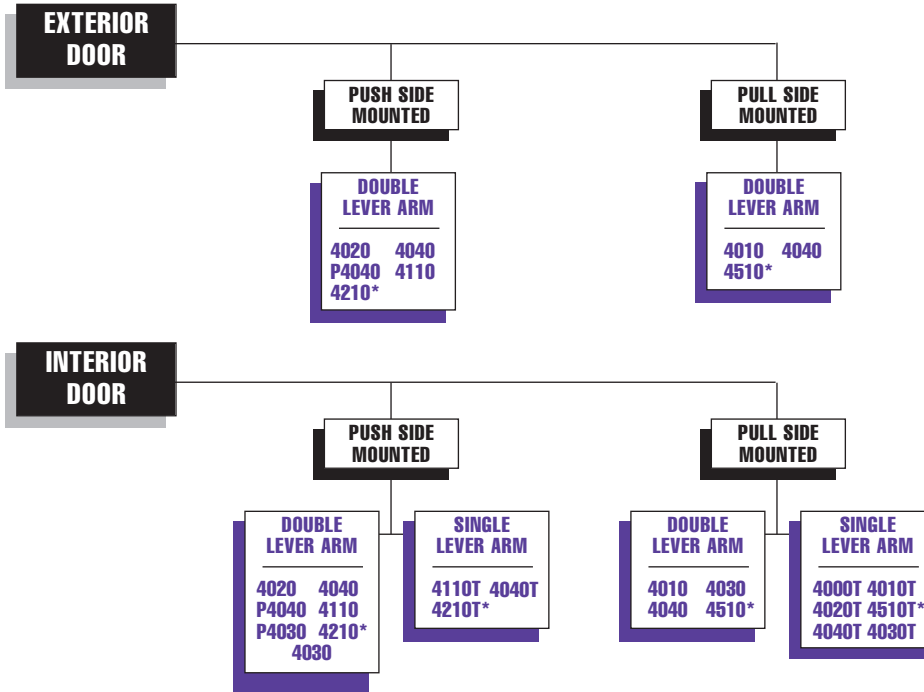 EXTERIOR
DOOR
PUSH SIDE
MOUNTED
DOUBLE
LEVER ARM
4020 4040
P4040 4110
4210*
PULL SIDE
MOUNTED
DOUBLE
LEVER ARM
4010 4040
4510*
INTERIOR
DOOR
PUSH SIDE
MOUNTED
DOUBLE
LEVER ARM
4020 4040
P4040 4110
P4030 4210*
4030
SINGLE
LEVER ARM
4110T 4040T
4210T*
PULL SIDE
MOUNTED
DOUBLE
LEVER ARM
4010 4030
4040 4510*
SINGLE
LEVER ARM
4000T 4010T
4020T 4510T*
4040T 4030T